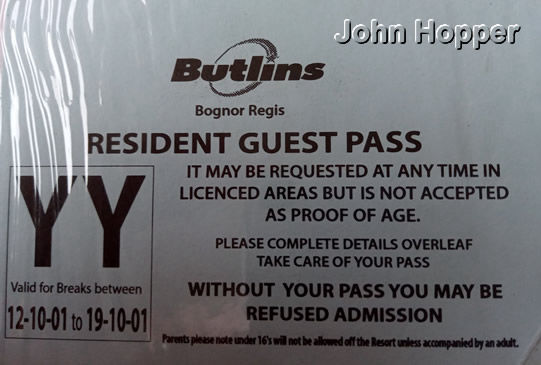 John Hopper
Butlins
Bognor Regis
RESIDENT GUEST PASS
YY
Valid for Breaks between
12-10-01 to 19-10-01
IT MAY BE REQUESTED AT ANY TIME IN
LICENCED AREAS BUT IS NOT ACCEPTED
AS PROOF OF AGE.
PLEASE COMPLETE DETAILS OVERLEAF
TAKE CARE OF YOUR PASS
WITHOUT YOUR PASS YOU MAY BE
REFUSED ADMISSION
Parents please note under 16's will not be allowed off the Resort unless accompanied by an adult.